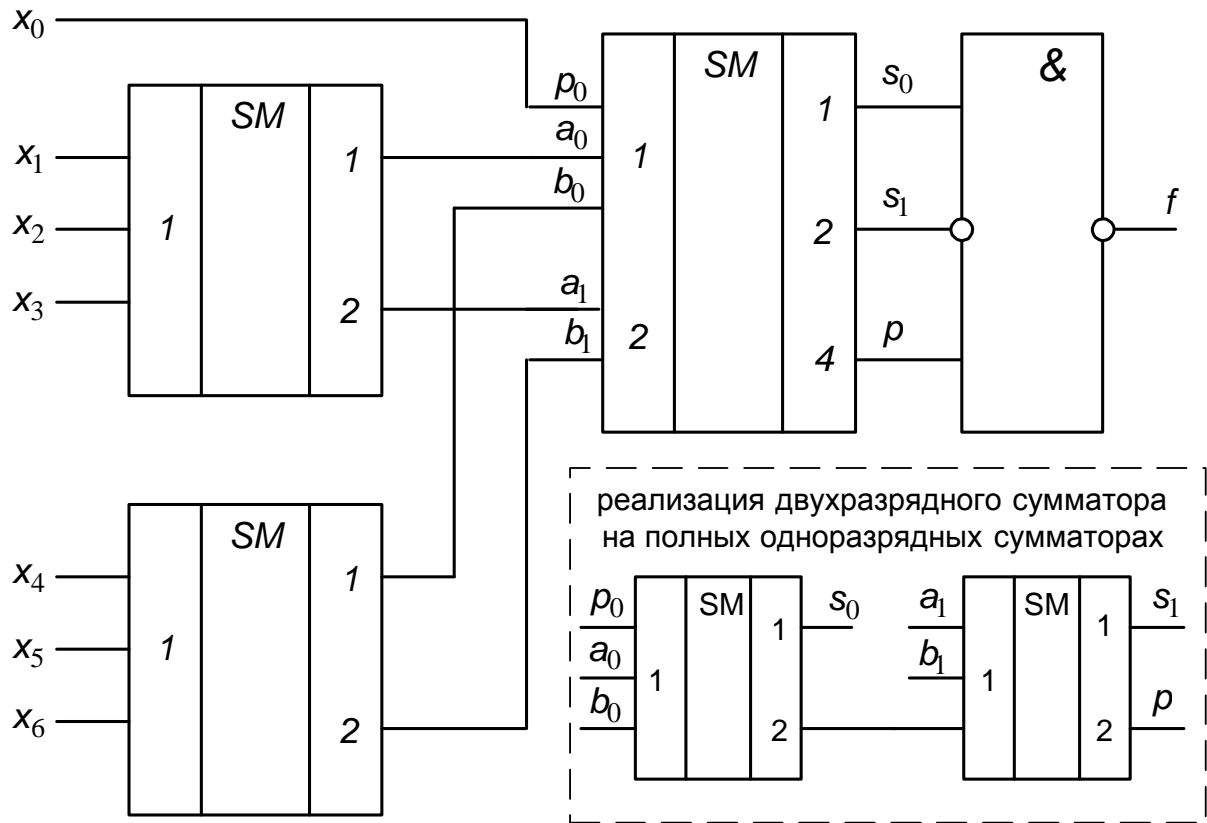 x0
SM
&
p0
s0
1
x1
1
a0
1
b0
x2
1
s1
2
f
x3
2
a1
b1
2
p
4
SM
реализация двухразрядного сумматора
на полных одноразрядных сумматорах
SM
x4
1
p0
SM
1
s0
a1
SM
1
s1
x5
1
a0
1
b1
1
x6
2
b0
2
2
p